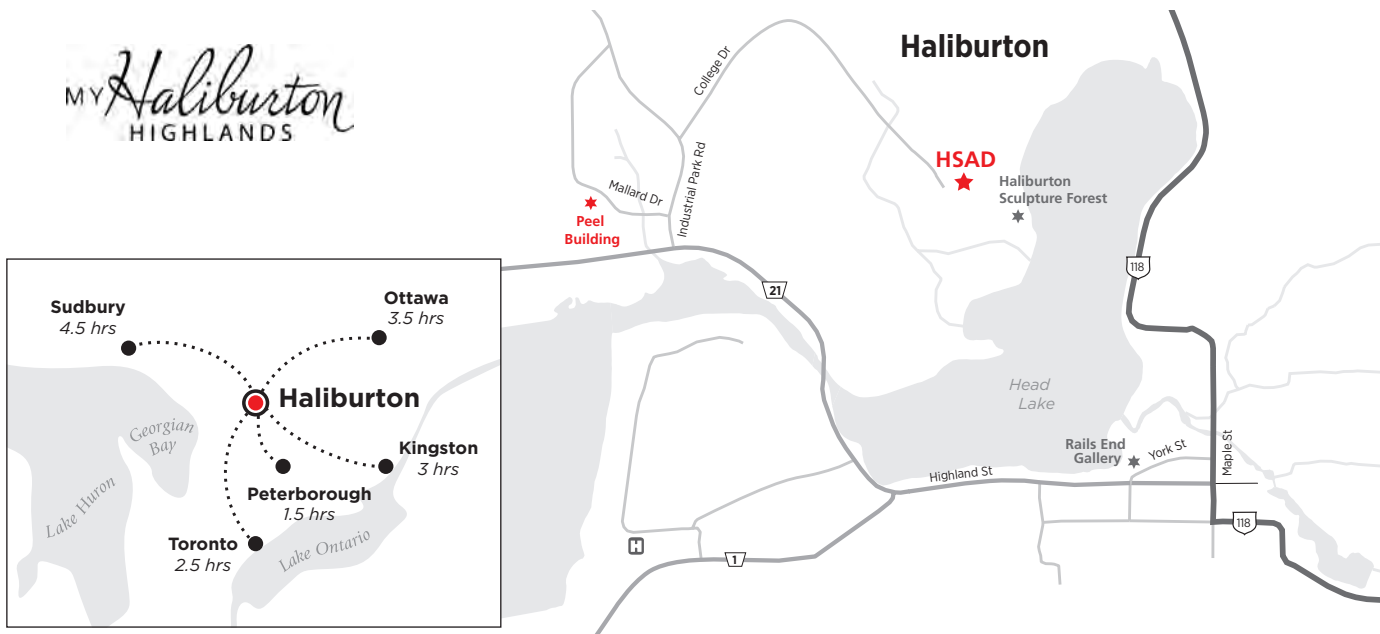 MY Haliburton
HIGHLANDS
Haliburton
College Dr
Industrial Park Rd
Mallard Dr
Peel
Building
HSAD
Haliburton
Sculpture Forest
118
21
Head
Lake
Rails End
Gallery
York St
Maple St
Highland St
118
1
H
Sudbury
4.5 hrs
Ottawa
3.5 hrs
Haliburton
Georgian
Bay
Kingston
3 hrs
Peterborough
1.5 hrs
Lake Huron
Toronto
2.5 hrs
Lake Ontario